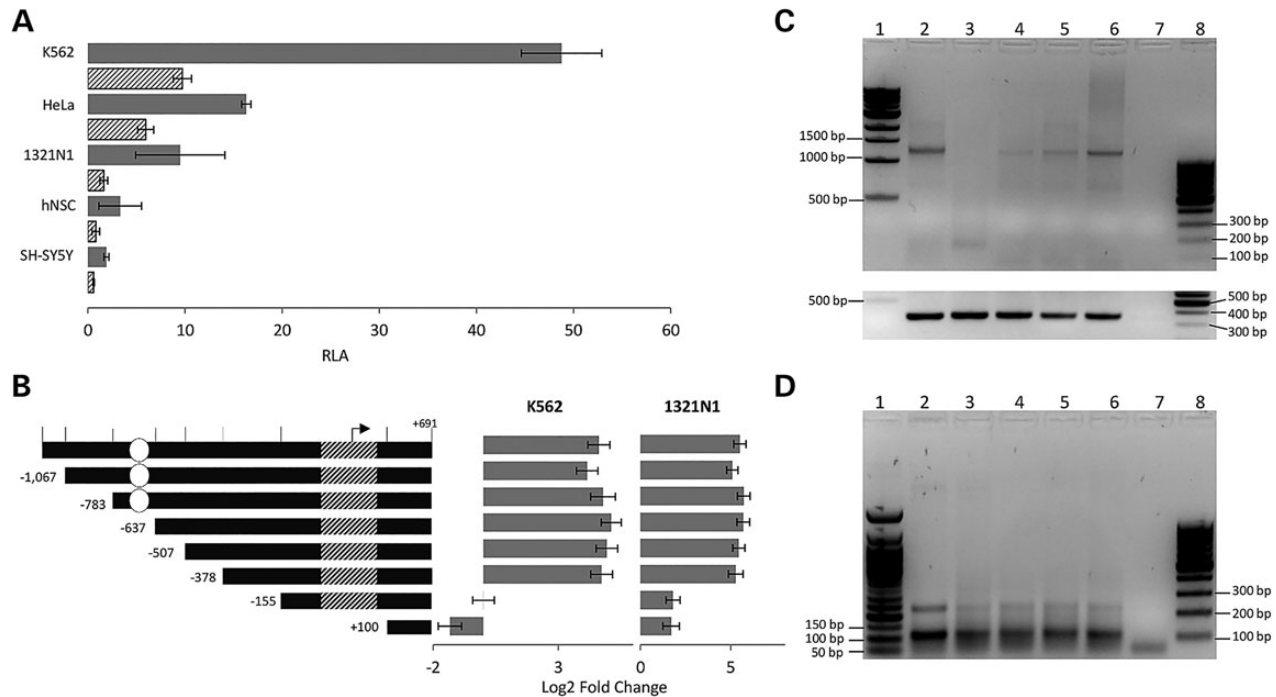 A
K562
HeLa
1321N1
hNSC
SH-SY5Y
0 10 20 30 40 50 60
RLA
B
K562 1321N1
+691
-1,067
-783
-637
-507
-378
-155
+100
-2 3 0 5
Log2 Fold Change
C
1 2 3 4 5 6 7 8
1500 bp
1000 bp
500 bp
300 bp
200 bp
100 bp
500 bp
500 bp
400 bp
300 bp
D
1 2 3 4 5 6 7 8
150 bp
100 bp
50 bp
300 bp
200 bp
100 bp